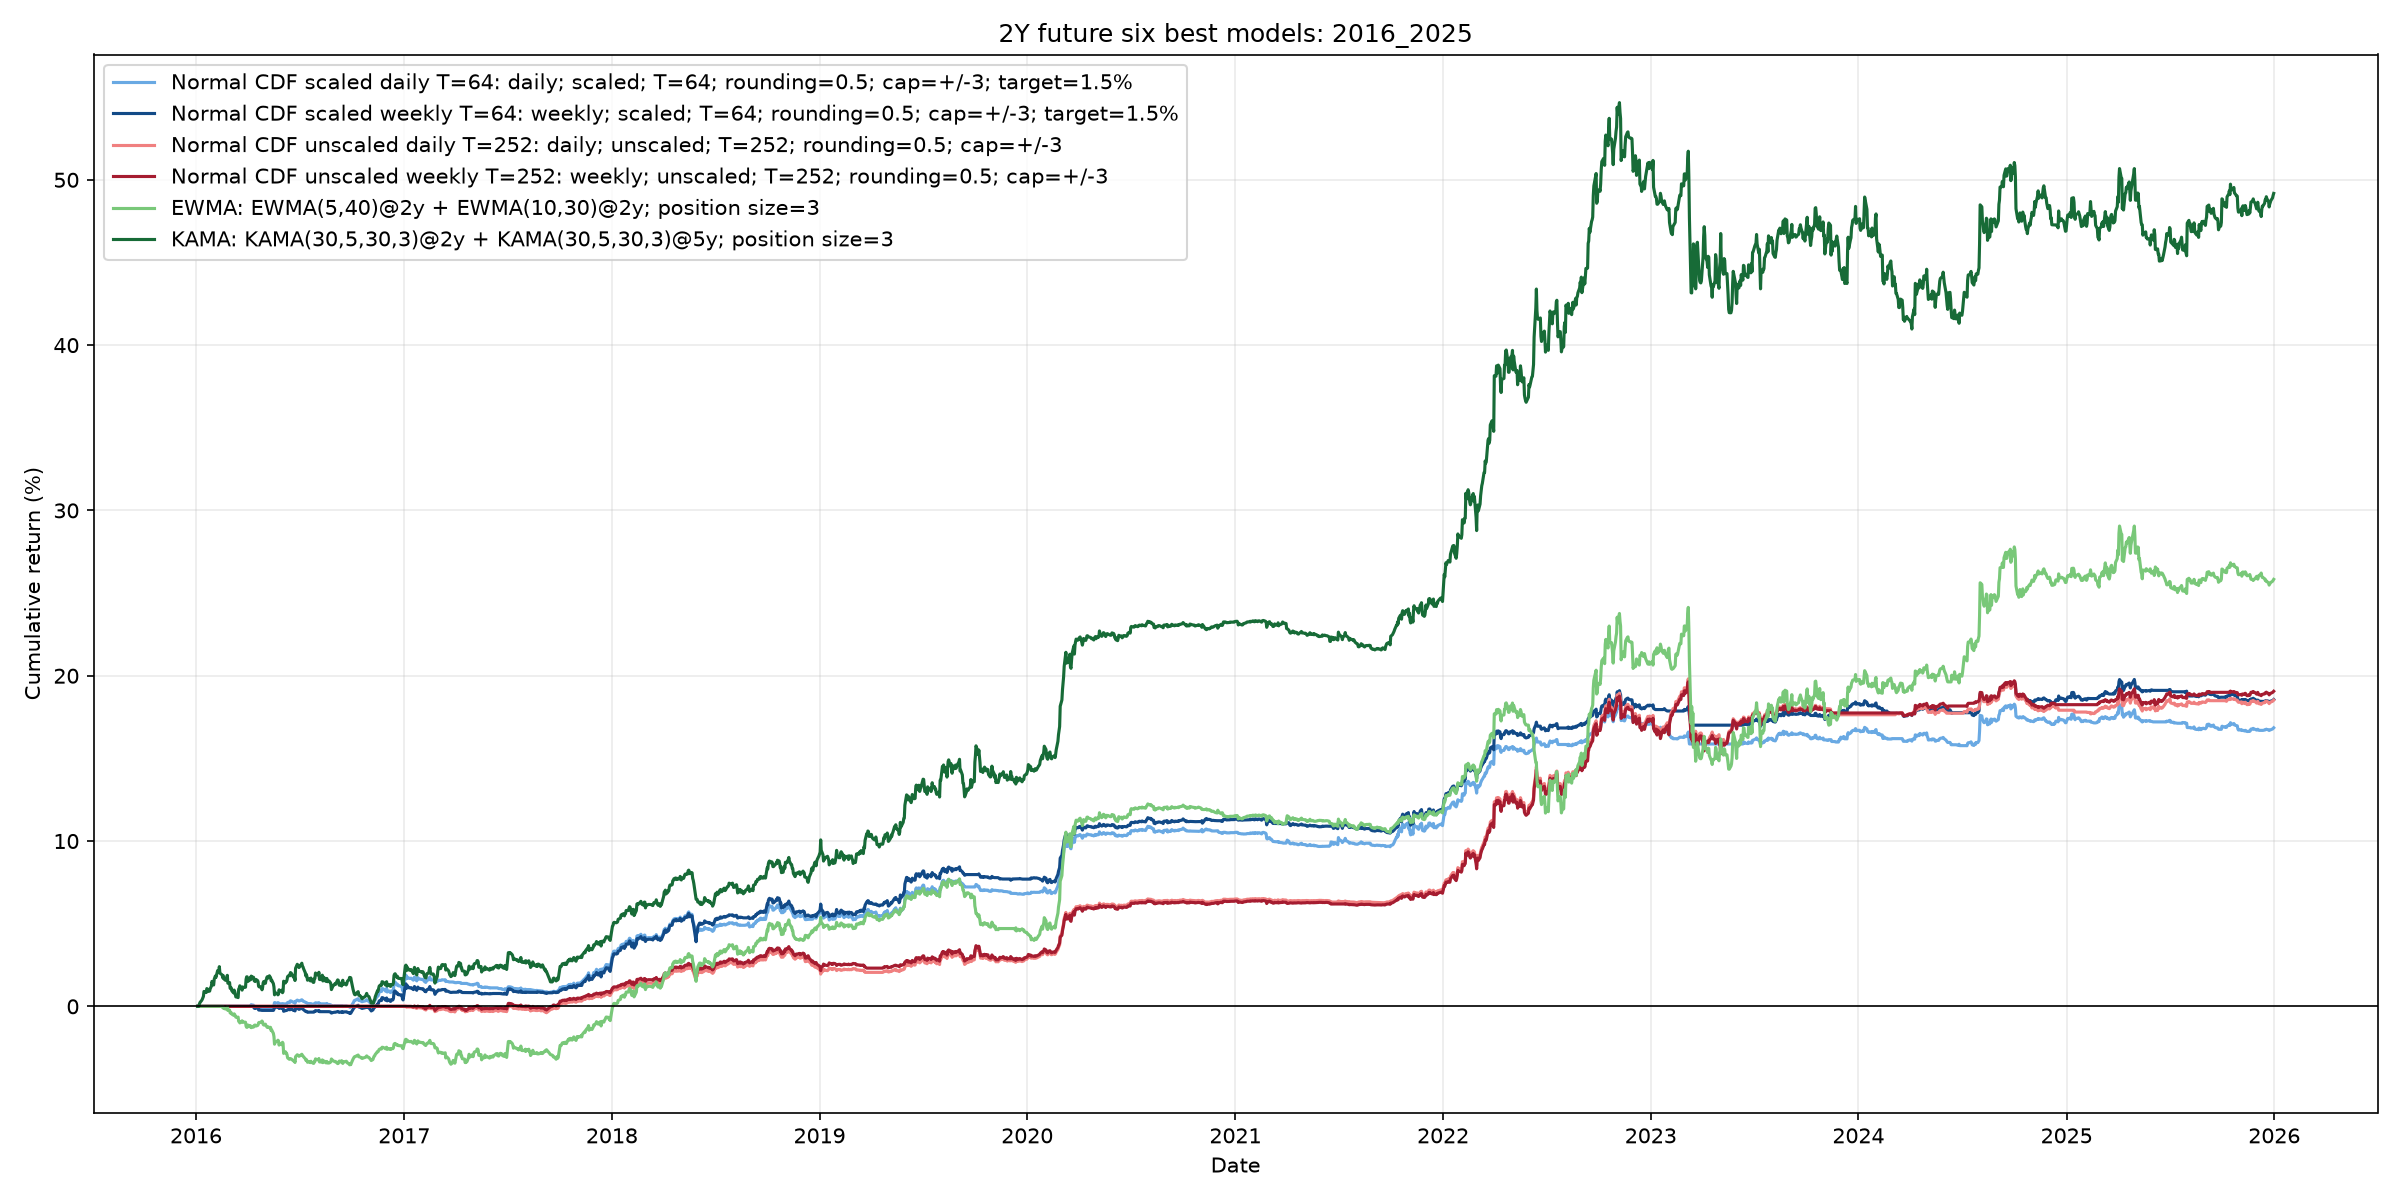 2Y future six best models: 2016_2025
Normal CDF scaled daily T=64: daily; scaled; T=64; rounding=0.5; cap=+/-3; target=1.5%
Normal CDF scaled weekly T=64: weekly; scaled; T=64; rounding=0.5; cap=+/-3; target=1.5%
Normal CDF unscaled daily T=252: daily; unscaled; T=252; rounding=0.5; cap=+/-3
Normal CDF unscaled weekly T=252: weekly; unscaled; T=252; rounding=0.5; cap=+/-3
EWMA: EWMA(5,40)@2y + EWMA(10,30)@2y; position size=3
KAMA: KAMA(30,5,30,3)@2y + KAMA(30,5,30,3)@5y; position size=3
Cumulative return (%)
50
40
30
20
10
0
2016 2017 2018 2019 2020 2021 2022 2023 2024 2025 2026
Date